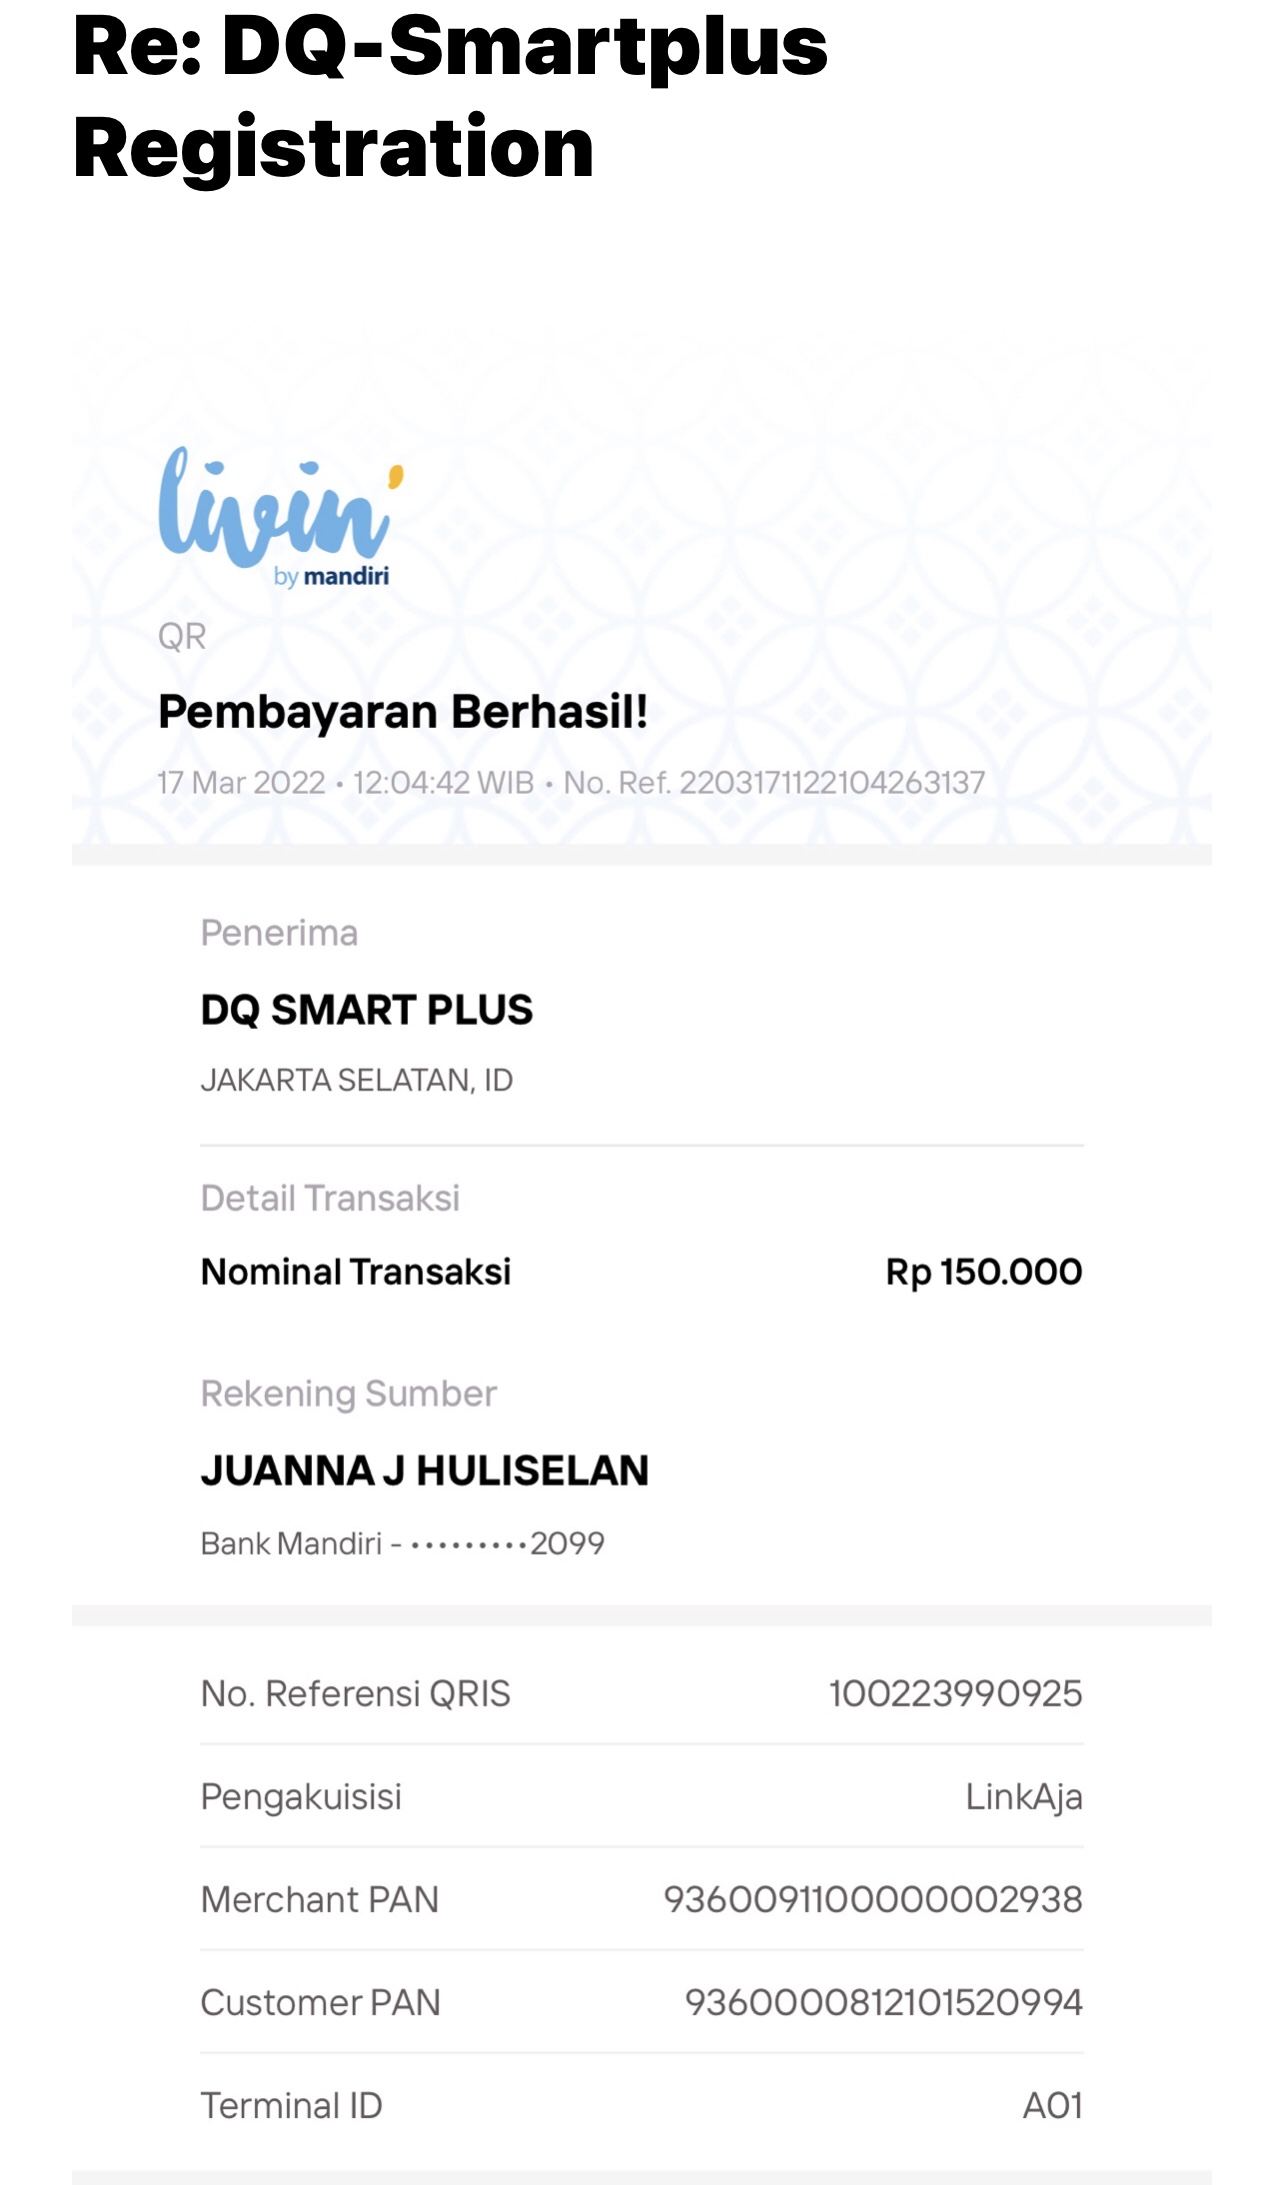 Re: DQ-Smartplus
Registration
livin'
by mandiri
QR
Pembayaran Berhasil!
17 Mar 2022 • 12:04:42 WIB • No. Ref. 2203171122104263137
Penerima
DQ SMART PLUS
JAKARTA SELATAN, ID
Detail Transaksi
Nominal Transaksi Rp 150.000
Rekening Sumber
JUANNA J HULISELAN
Bank Mandiri - •••••••••2099
No. Referensi QRIS 100223990925
Pengakuisisi LinkAja
Merchant PAN 9360091100000002938
Customer PAN 9360000812101520994
Terminal ID A01